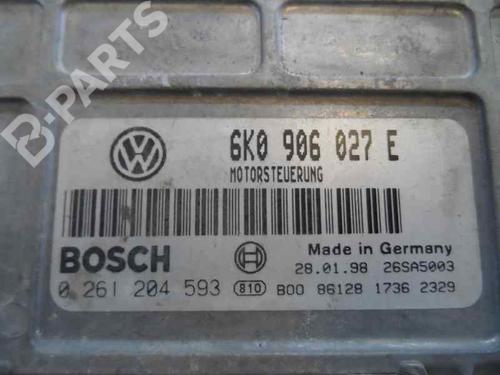 B-PARTS
VW
6K0 906 027 E
MOTORSTEUERUNG
BOSCH
Made in Germany
28.01.98 26SA5003
0 261 204 593 810 B00 86128 1736 2329